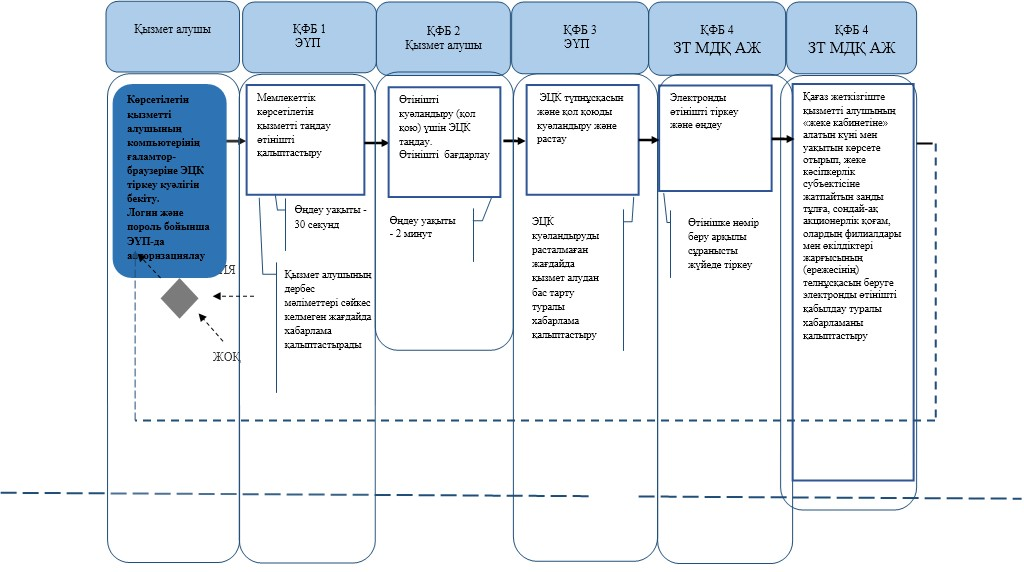 Қызмет алушы
ҚФБ 1
ЭҮП
ҚФБ 2
Қызмет алушы
ҚФБ 3
ЭҮП
ҚФБ 4
ЗТ МДҚ АЖ
ҚФБ 4
ЗТ МДҚ АЖ
Көрсетілетін
қызметті
алушының
компьютерінің
ғаламтор-
браузеріне ЭЦК
тіркеу куәлігін
бекіту.
Логин және
пороль бойынша
ЭҮП-да
авторизациялау
ИЯ
ЖОҚ
Мемлекеттік
көрсетілетін
қызметті таңдау
өтінішті
қалыптастыру
Өңдеу уақыты -
30 секунд
Қызмет алушының
дербес
мәліметтері сәйкес
келмеген жағдайда
хабарлама
қалыптастырады
Өтінішті
куәландыру (қол
қою) үшін ЭЦК
таңдау.
Өтінішті бағдарлау
Өңдеу уақыты
- 2 минут
ЭЦК түпнұсқасын
және қол қоюды
куәландыру және
растау
ЭЦК
куәландыруды
расталмаған
жағдайда
қызмет алудан
бас тарту
туралы
хабарлама
қалыптастыру
Электронды
өтінішті тіркеу
және өңдеу
Өтінішке нөмір
беру арқылы
сұранысты
жүйеде тіркеу
Қағаз жеткізгіште
қызметті алушының
«жеке кабинетіне»
алатын күні мен
уақытын көрсете
отырып, жеке
кәсіпкерлік
субъектісіне
жатпайтын заңды
тұлға, сондай-ақ
акционерлік қоғам,
олардың филиалдары
мен өкілдіктері
жарғысының
(ережесінің)
телнұсқасын беруге
электронды өтінішті
қабылдау туралы
хабарламаны
қалыптастыру